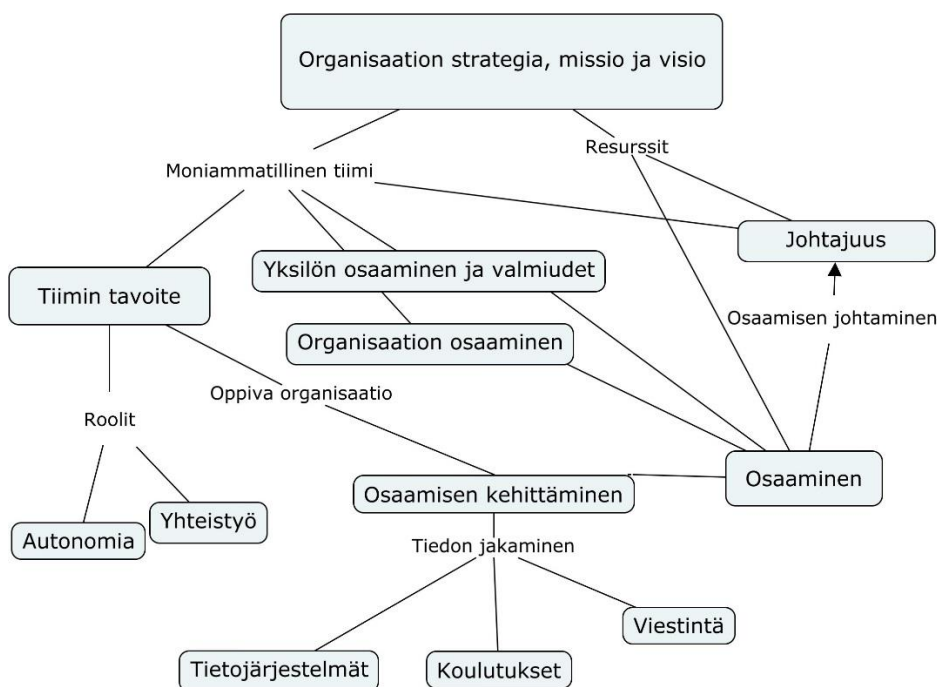 Organisaation strategia, missio ja visio
Resurssit
Moniammatillinen tiimi
Johtajuus
Yksilön osaaminen ja valmiudet
Tiimin tavoite
Osaamisen johtaminen
Organisaation osaaminen
Oppiva organisaatio
Roolit
Osaaminen
Osaamisen kehittäminen
Yhteistyö
Autonomia
Tiedon jakaminen
Viestintä
Tietojärjestelmät
Koulutukset